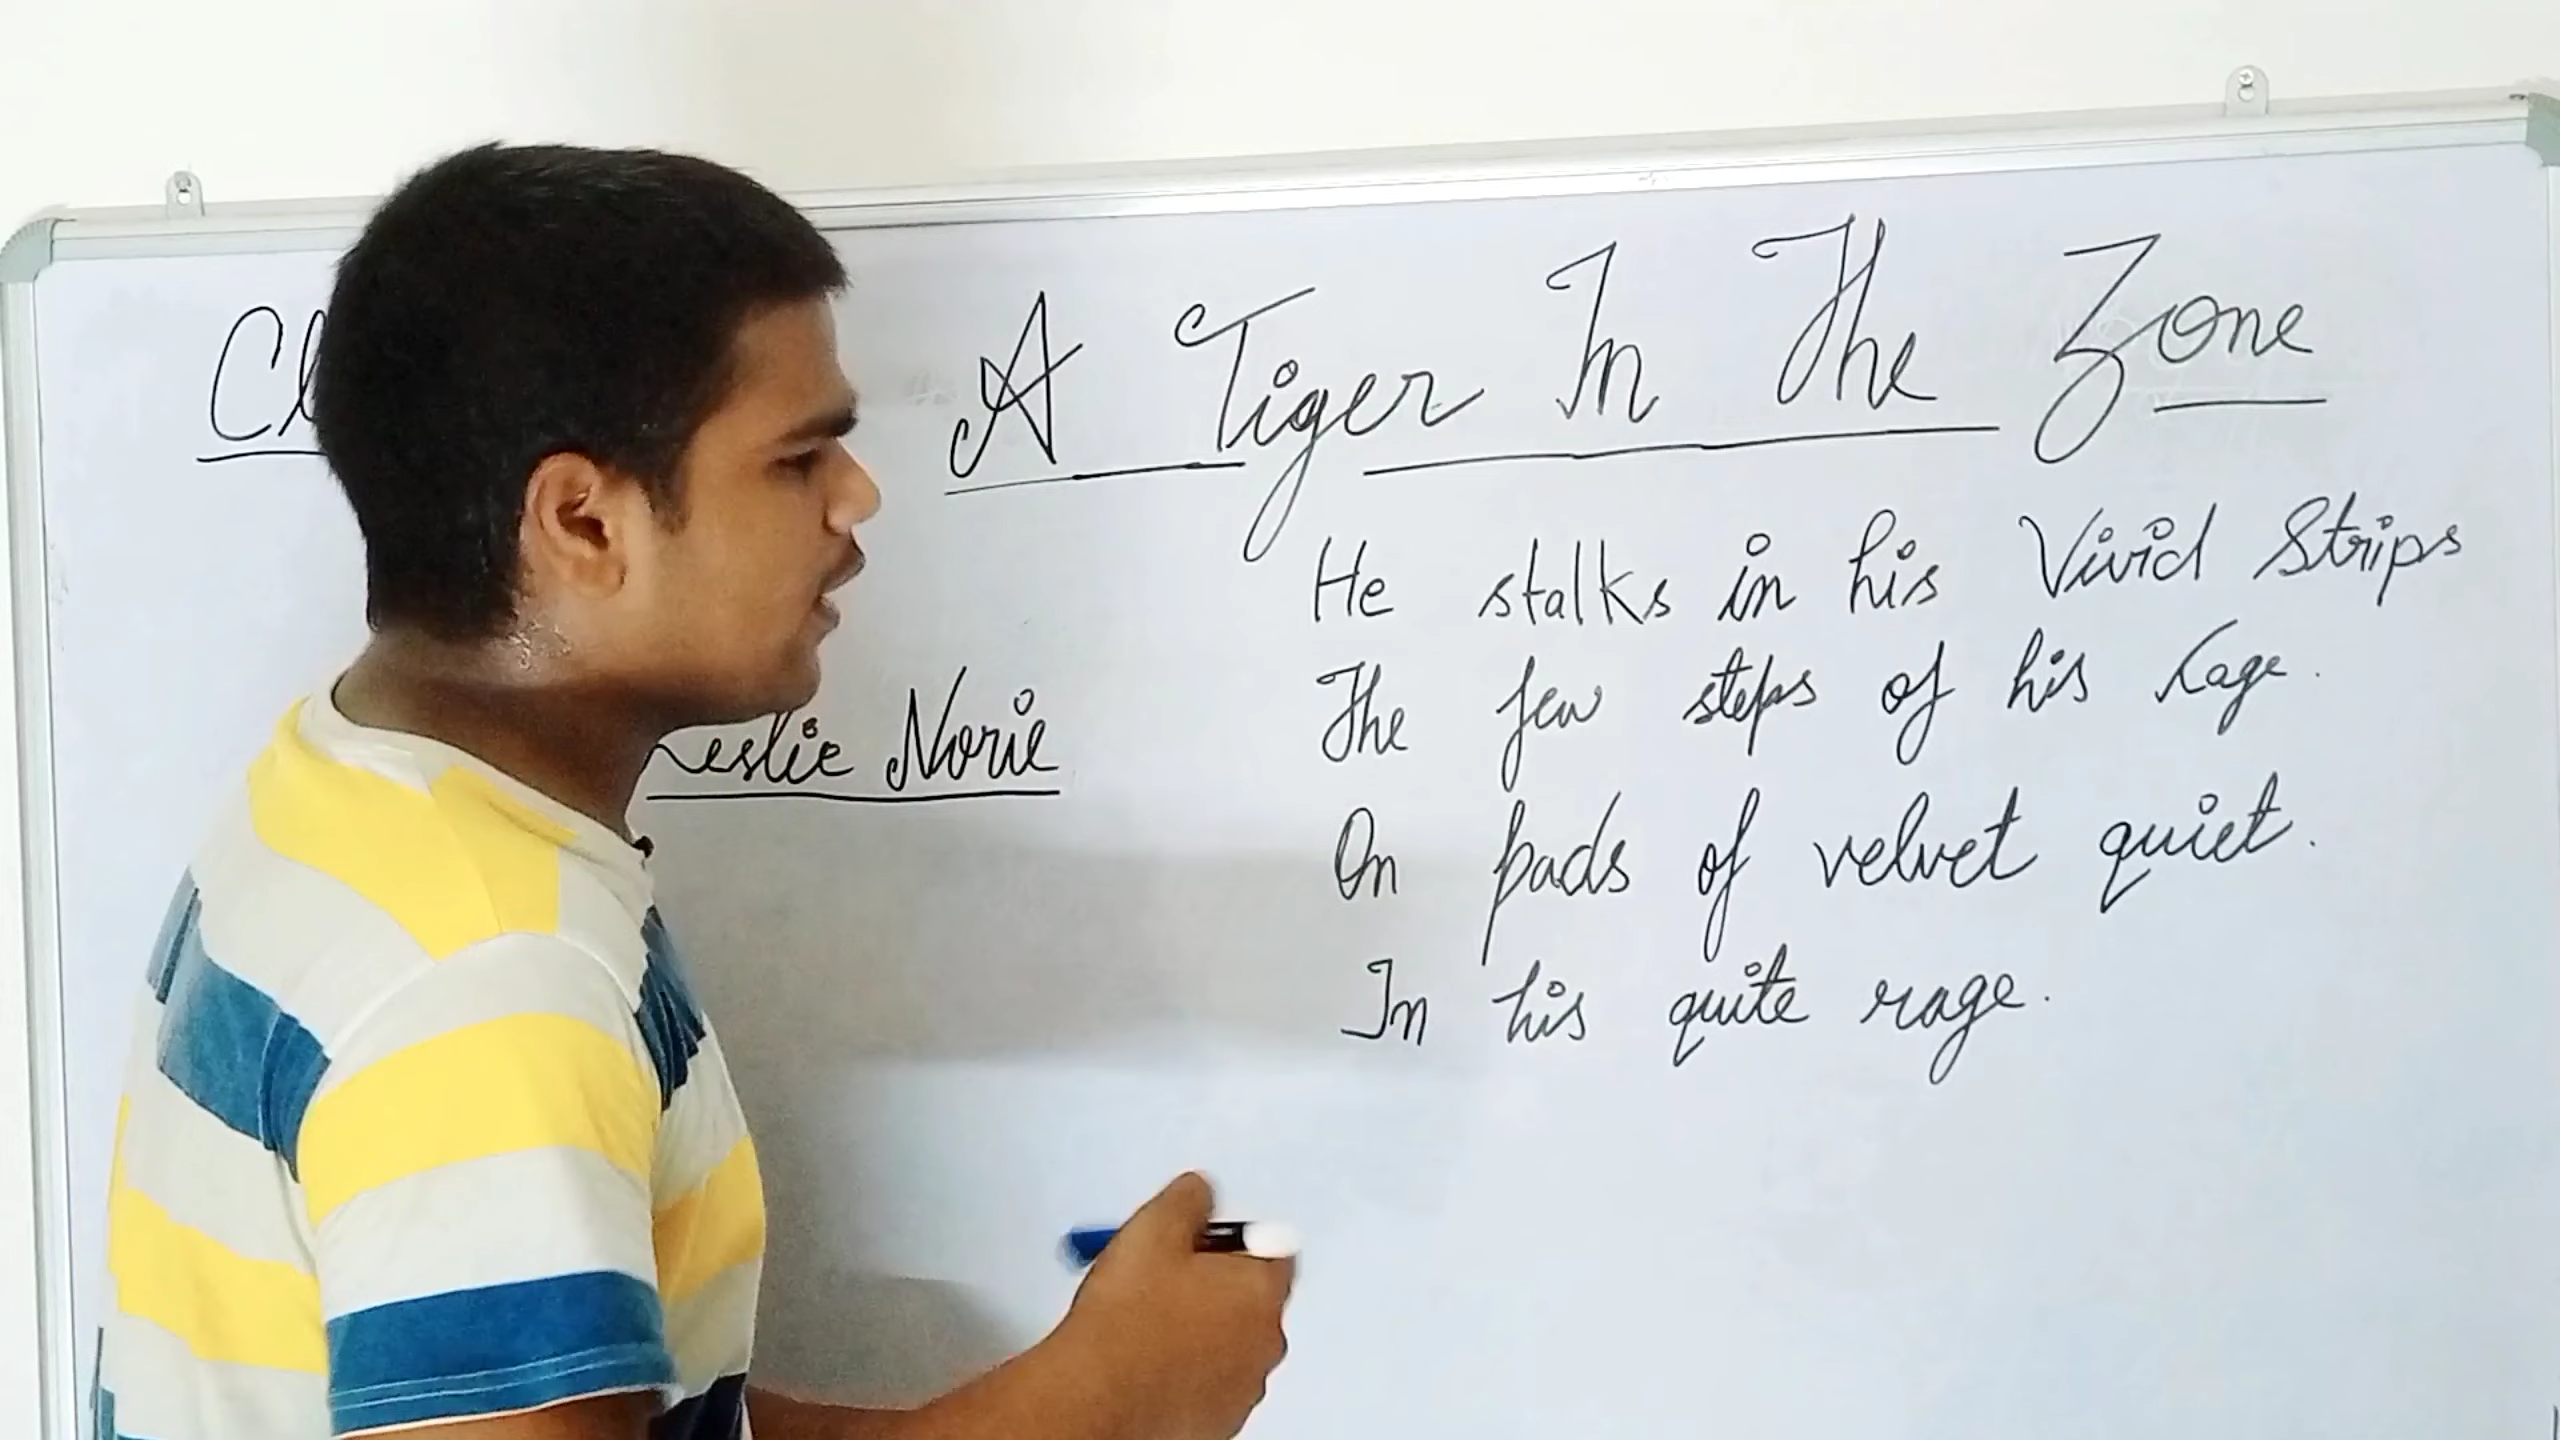 A Tiger In The Zone
He stalks in his Vivid Strips
The few steps of his Cage.
On pads of velvet quiet.
In his quite rage.
Leslie Norie